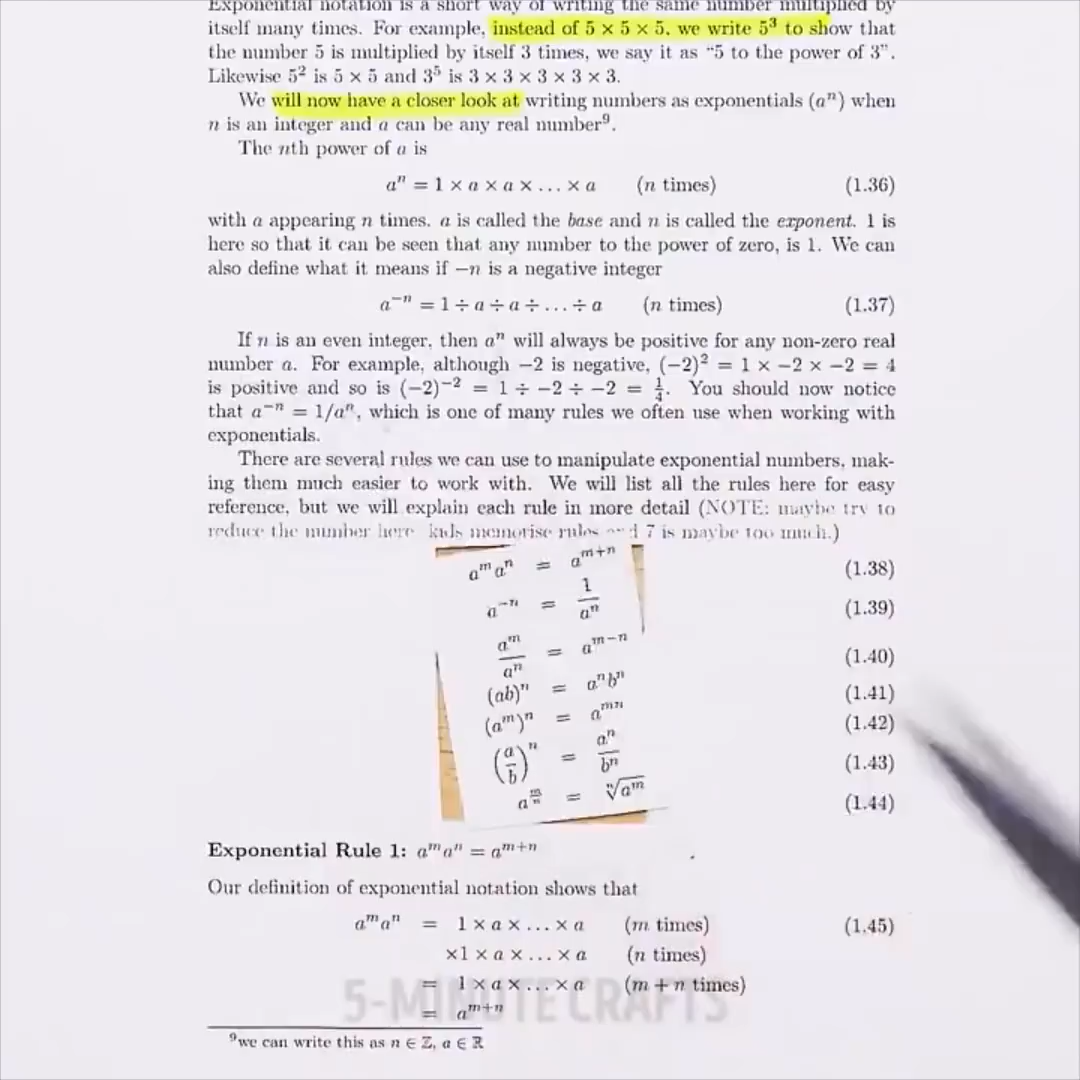 Exponential notation is a short way of writing the same number multiplied by
itself many times. For example, instead of 5 × 5 × 5, we write 5³ to show that
the number 5 is multiplied by itself 3 times, we say it as “5 to the power of 3”.
Likewise 5² is 5 × 5 and 3⁵ is 3 × 3 × 3 × 3 × 3.
We will now have a closer look at writing numbers as exponentials (aⁿ) when
n is an integer and a can be any real number⁹.
The nth power of a is
aⁿ = 1 × a × a × … × a (n times) (1.36)
with a appearing n times. a is called the base and n is called the exponent. 1 is
here so that it can be seen that any number to the power of zero, is 1. We can
also define what it means if −n is a negative integer
a⁻ⁿ = 1 ÷ a ÷ a ÷ … ÷ a (n times) (1.37)
If n is an even integer, then aⁿ will always be positive for any non-zero real
number a. For example, although −2 is negative, (−2)² = 1 × −2 × −2 = 4
is positive and so is (−2)⁻² = 1 ÷ −2 ÷ −2 = 1/4. You should now notice
that a⁻ⁿ = 1/aⁿ, which is one of many rules we often use when working with
exponentials.
There are several rules we can use to manipulate exponential numbers, mak-
ing them much easier to work with. We will list all the rules here for easy
reference, but we will explain each rule in more detail (NOTE: maybe try to
reduce the number here kids memorise rules 7 is maybe too much.)
aᵐaⁿ = aᵐ⁺ⁿ (1.38)
a⁻ⁿ = 1/aⁿ (1.39)
aᵐ/aⁿ = aᵐ⁻ⁿ (1.40)
(ab)ⁿ = aⁿbⁿ (1.41)
(aᵐ)ⁿ = aᵐⁿ (1.42)
(a/b)ⁿ = aⁿ/bⁿ (1.43)
a^(m/n) = ⁿ√aᵐ (1.44)
Exponential Rule 1: aᵐaⁿ = aᵐ⁺ⁿ
Our definition of exponential notation shows that
aᵐaⁿ = 1 × a × … × a (m times) (1.45)
×1 × a × … × a (n times)
= 1 × a × … × a (m + n times)
= aᵐ⁺ⁿ
5-MINUTE CRAFTS
⁹we can write this as n ∈ ℤ, a ∈ ℝ